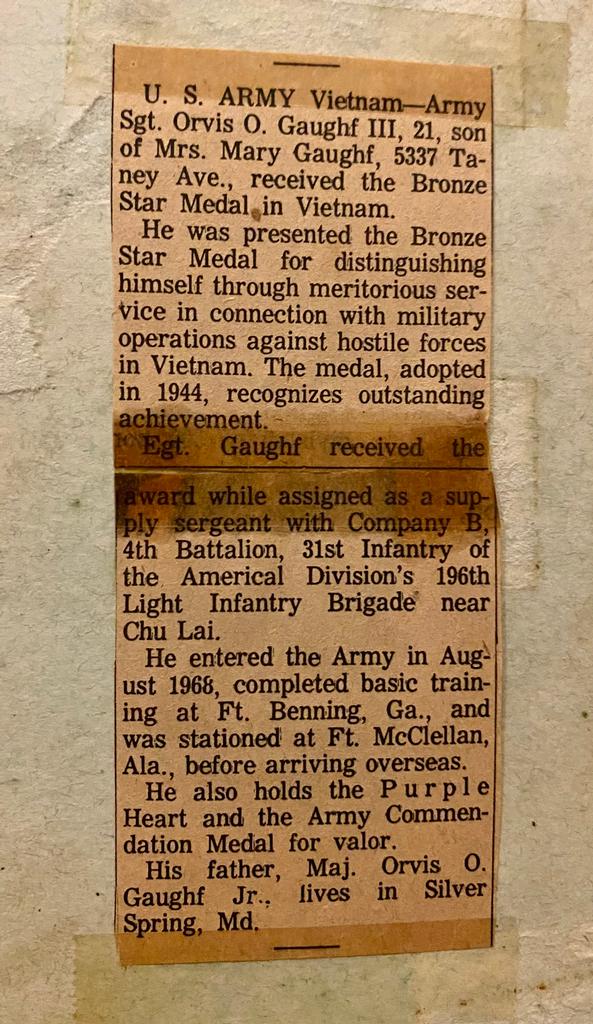 U. S. ARMY Vietnam—Army
Sgt. Orvis O. Gaughf III, 21, son
of Mrs. Mary Gaughf, 5337 Ta-
ney Ave., received the Bronze
Star Medal in Vietnam.
He was presented the Bronze
Star Medal for distinguishing
himself through meritorious ser-
vice in connection with military
operations against hostile forces
in Vietnam. The medal, adopted
in 1944, recognizes outstanding
achievement.
Egt. Gaughf received the
award while assigned as a sup-
ply sergeant with Company B,
4th Battalion, 31st Infantry of
the Americal Division's 196th
Light Infantry Brigade near
Chu Lai.
He entered the Army in Aug-
ust 1968, completed basic train-
ing at Ft. Benning, Ga., and
was stationed at Ft. McClellan,
Ala., before arriving overseas.
He also holds the Purple
Heart and the Army Commen-
dation Medal for valor.
His father, Maj. Orvis O.
Gaughf Jr., lives in Silver
Spring, Md.